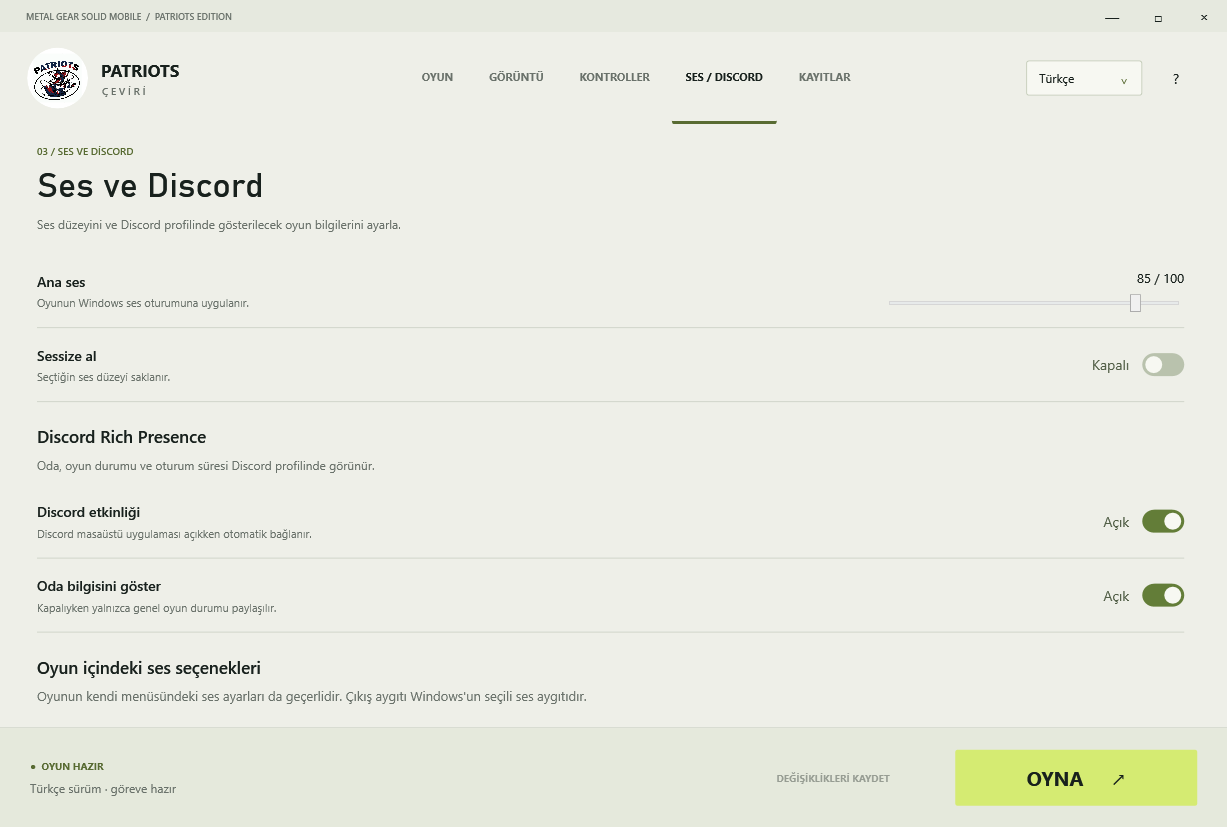 METAL GEAR SOLID MOBILE / PATRIOTS EDITION
PATRIOTS
PATRIOTS
ÇEVİRİ
OYUN
GÖRÜNTÜ
KONTROLLER
SES / DISCORD
KAYITLAR
Türkçe
?
03 / SES VE DİSCORD
Ses ve Discord
Ses düzeyini ve Discord profilinde gösterilecek oyun bilgilerini ayarla.
Ana ses
85 / 100
Oyunun Windows ses oturumuna uygulanır.
Sessize al
Kapalı
Seçtiğin ses düzeyi saklanır.
Discord Rich Presence
Oda, oyun durumu ve oturum süresi Discord profilinde görünür.
Discord etkinliği
Açık
Discord masaüstü uygulaması açıkken otomatik bağlanır.
Oda bilgisini göster
Açık
Kapalıyken yalnızca genel oyun durumu paylaşılır.
Oyun içindeki ses seçenekleri
Oyunun kendi menüsündeki ses ayarları da geçerlidir. Çıkış aygıtı Windows'un seçili ses aygıtıdır.
● OYUN HAZIR
Türkçe sürüm · göreve hazır
DEĞİŞİKLİKLERİ KAYDET
OYNA ↗